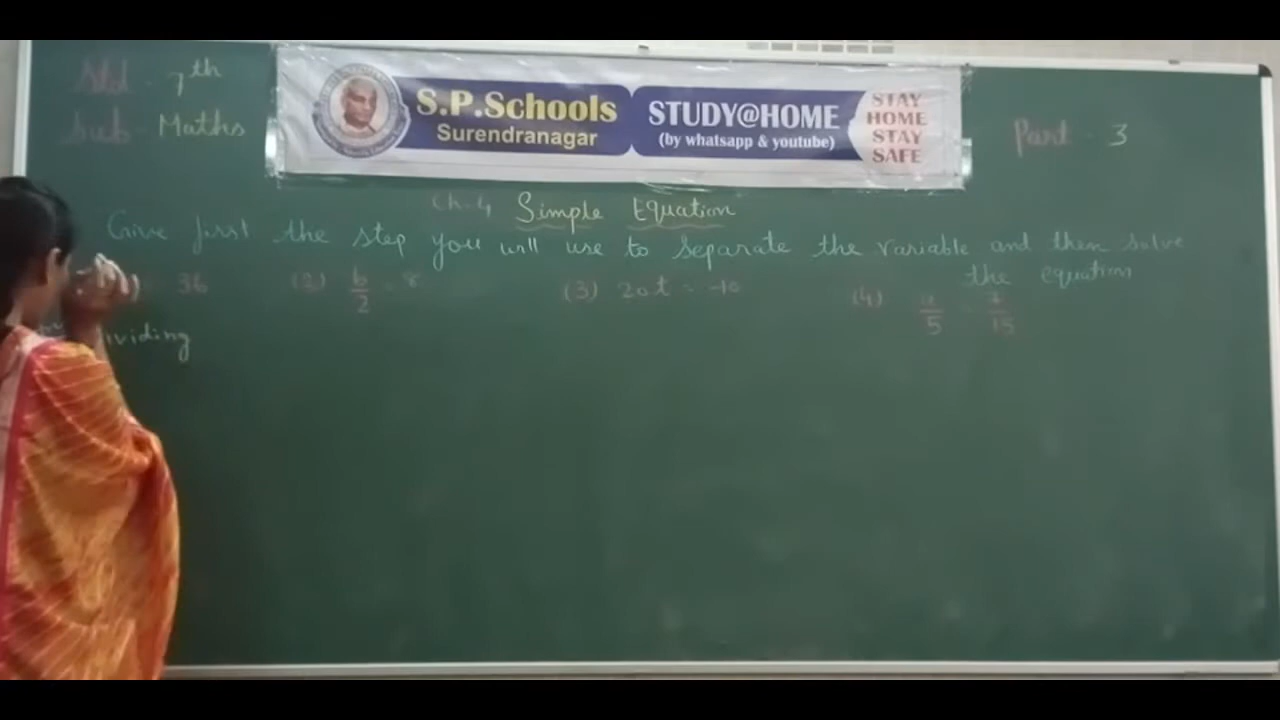 Std - 7th
Sub - Maths
S.P.Schools
Surendranagar
STUDY@HOME
(by whatsapp & youtube)
STAY
HOME
STAY
SAFE
Part - 3
Ch-4 Simple Equation
Give first the step you will use to separate the variable and then solve
the equation
= 36
(2) b/2 = 8
(3) 20t = -10
(4) /5 = /15
dividing